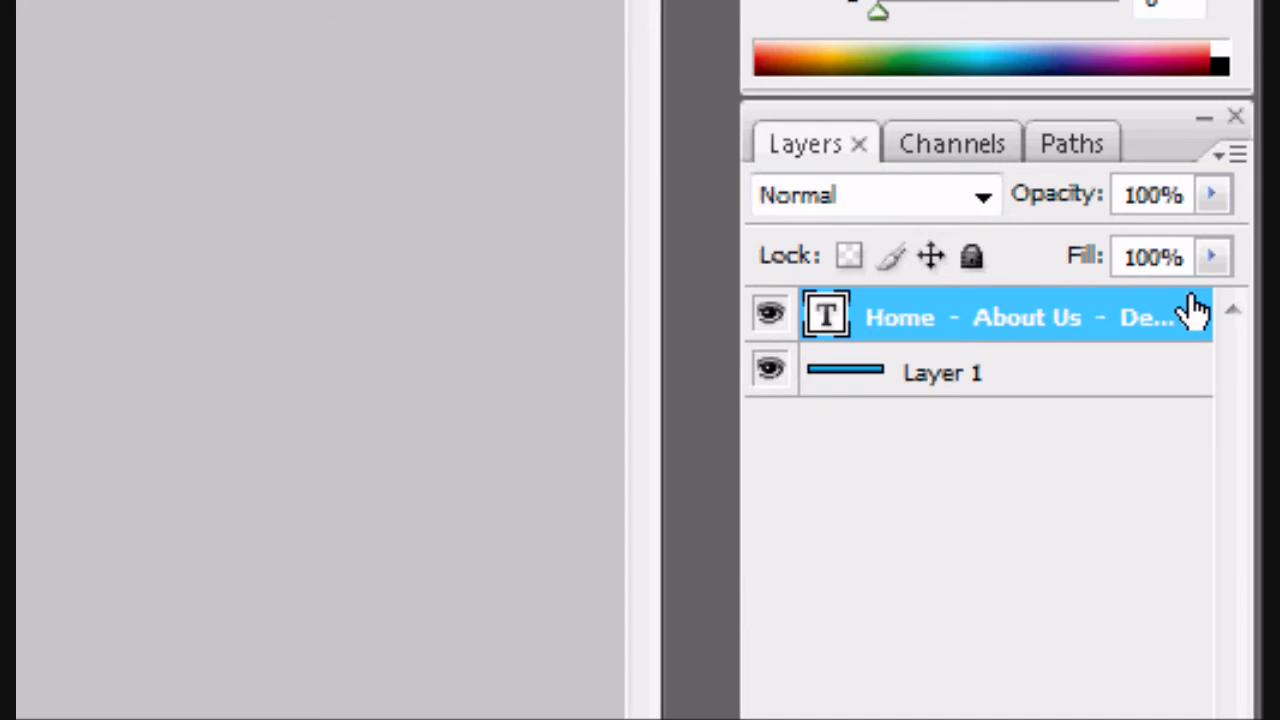 Layers Channels Paths
Normal Opacity: 100%
Lock: Fill: 100%
T Home - About Us - De...
Layer 1